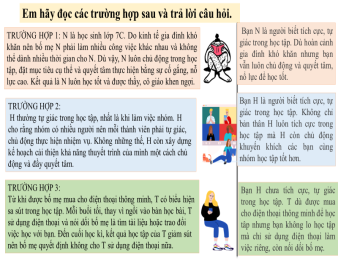 Em hãy đọc các trường hợp sau và trả lời câu hỏi.
TRƯỜNG HỢP 1: N là học sinh lớp 7C. Do kinh tế gia đình khó
khăn nên bố mẹ N phải làm nhiều công việc khác nhau và không
thể dành nhiều thời gian cho N. Dù vậy, N luôn chủ động trong học
tập, đặt mục tiêu cụ thể và quyết tâm thực hiện bằng sự cố gắng, nỗ
lực cao. Kết quả là N luôn học tốt và được thầy, cô giáo khen ngợi.
Bạn N là người biết tích cực, tự
giác trong học tập. Dù hoàn cảnh
gia đình khó khăn nhưng bạn
vẫn luôn chủ động và quyết tâm,
nỗ lực để học tốt.
TRƯỜNG HỢP 2:
H thường tự giác trong học tập, nhất là khi làm việc nhóm. H
cho rằng nhóm có nhiều người nên mỗi thành viên phải tự giác,
chủ động thực hiện nhiệm vụ. Không những thế, H còn xây dựng
kế hoạch cải thiện khả năng thuyết trình của mình một cách chủ
động và đầy quyết tâm.
Bạn H là người biết tích cực, tự
giác trong học tập. Không chỉ
bản thân H luôn tích cực trong
học tập mà H còn chủ động
khuyến khích các bạn cùng
nhóm học tập tốt hơn.
TRƯỜNG HỢP 3:
Từ khi được bố mẹ mua cho điện thoại thông minh, T có biểu hiện
sa sút trong học tập. Mỗi buổi tối, thay vì ngồi vào bàn học bài, T
sử dụng điện thoại và nói dối bố mẹ là tìm tài liệu hoặc trao đổi
việc học với bạn. Đến cuối học kì, kết quả học tập của T giảm sút
nên bố mẹ quyết định không cho T sử dụng điện thoại nữa.
Bạn H chưa tích cực, tự giác
trong học tập. T dù được mua
cho điện thoại thông minh để học
tập nhưng bạn không lo học tập
mà chỉ sử dụng điện thoại làm
việc riêng, còn nói dối bố mẹ.